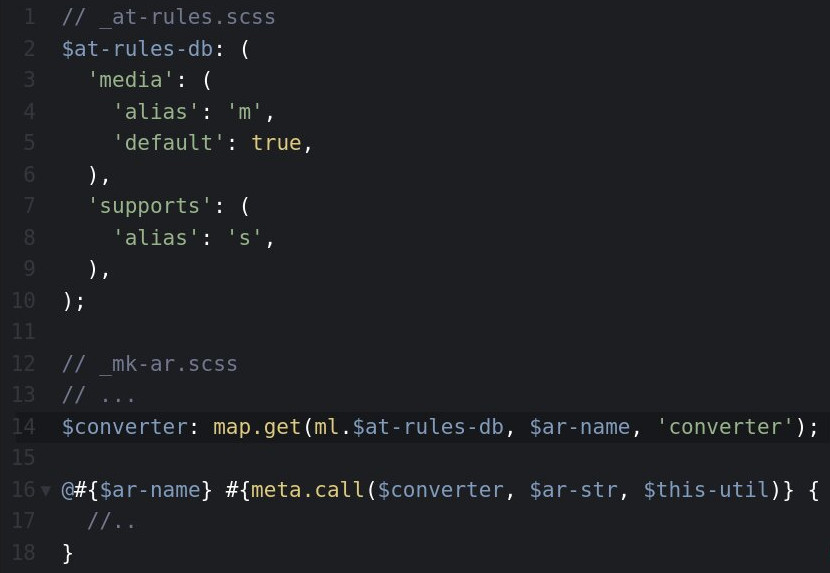 1 // _at-rules.scss
2 $at-rules-db: (
3   'media': (
4     'alias': 'm',
5     'default': true,
6   ),
7   'supports': (
8     'alias': 's',
9   ),
10 );
11
12 // _mk-ar.scss
13 // ...
14 $converter: map.get(ml.$at-rules-db, $ar-name, 'converter');
15
16 @#{$ar-name} #{meta.call($converter, $ar-str, $this-util)} {
17   //..
18 }